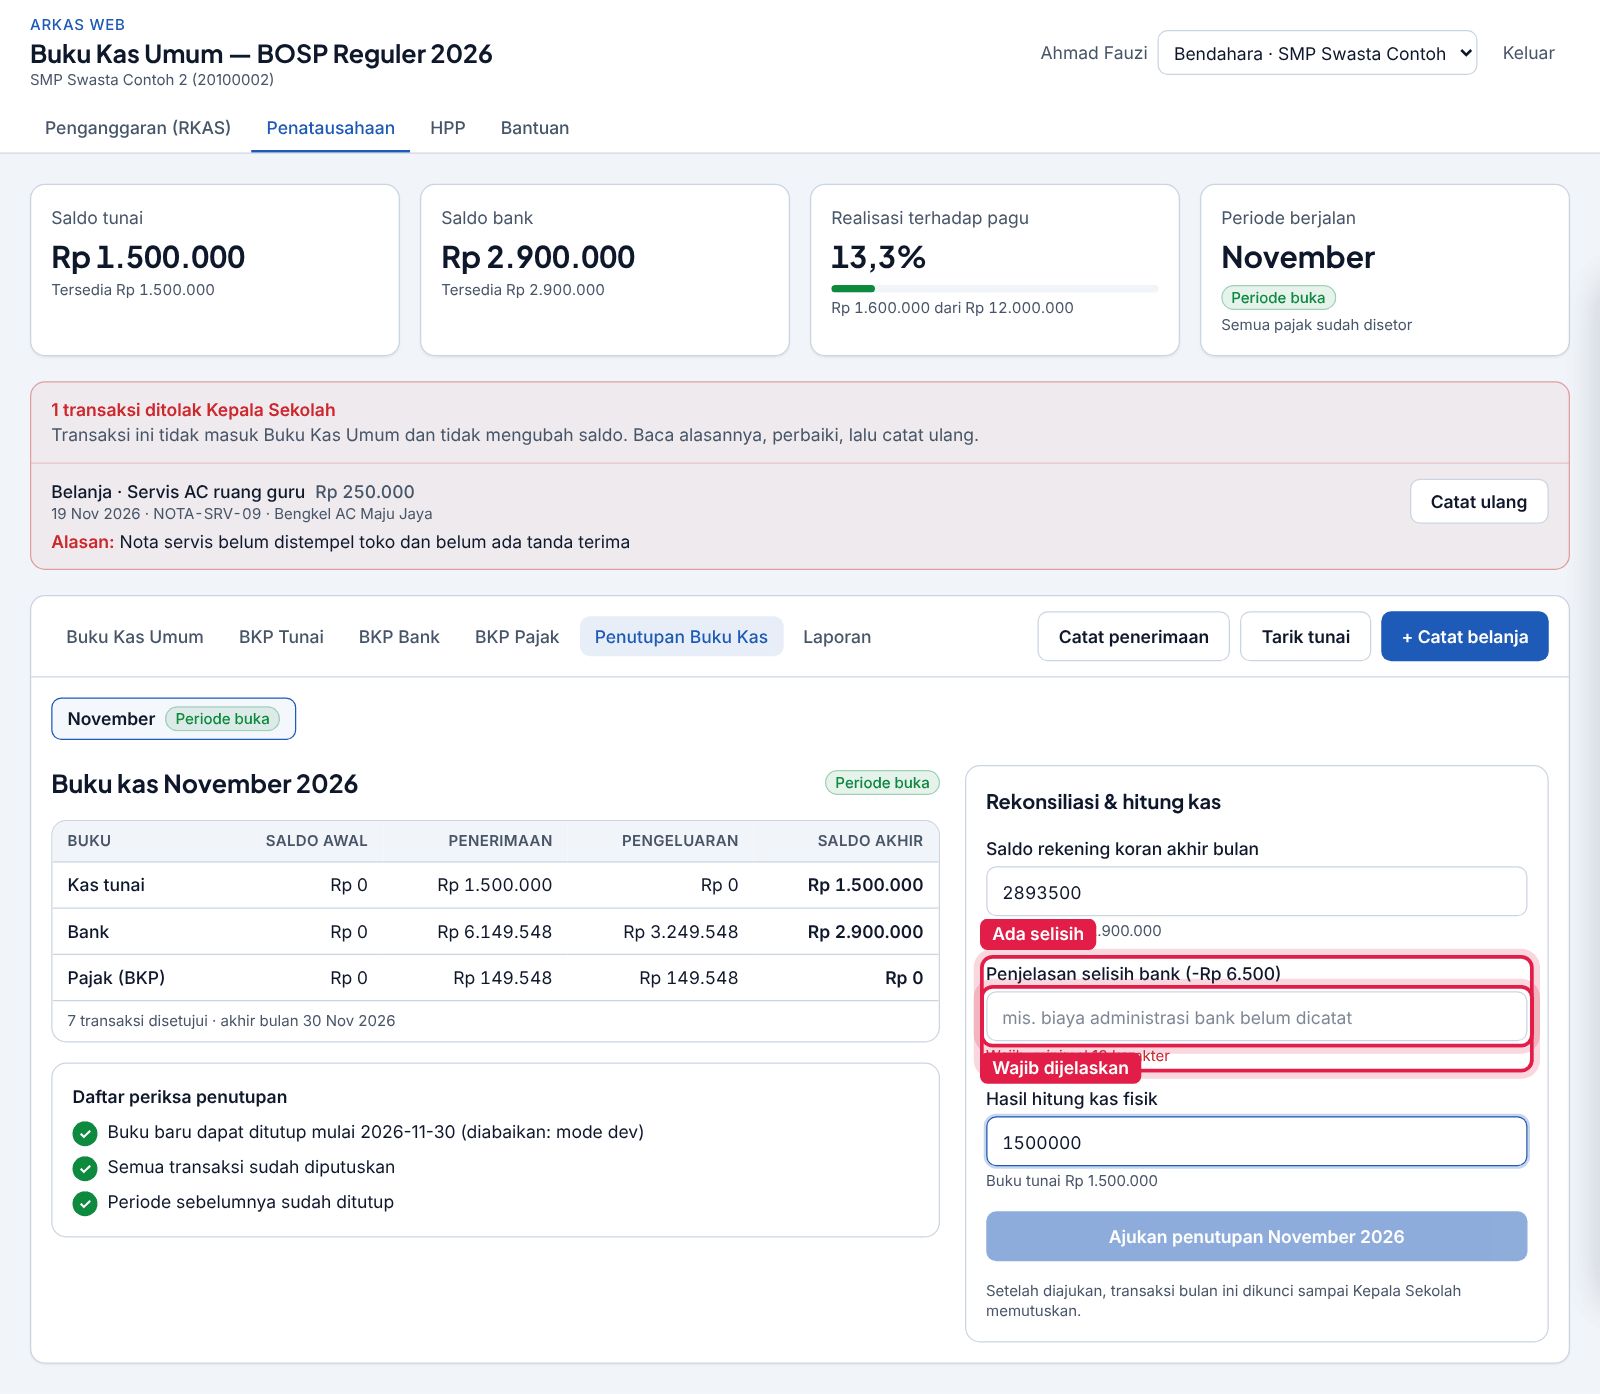 ARKAS WEB
Buku Kas Umum — BOSP Reguler 2026
SMP Swasta Contoh 2 (20100002)
Ahmad Fauzi
Bendahara · SMP Swasta Contoh
Keluar
Penganggaran (RKAS)
Penatausahaan
HPP
Bantuan
Saldo tunai
Rp 1.500.000
Tersedia Rp 1.500.000
Saldo bank
Rp 2.900.000
Tersedia Rp 2.900.000
Realisasi terhadap pagu
13,3%
Rp 1.600.000 dari Rp 12.000.000
Periode berjalan
November
Periode buka
Semua pajak sudah disetor
1 transaksi ditolak Kepala Sekolah
Transaksi ini tidak masuk Buku Kas Umum dan tidak mengubah saldo. Baca alasannya, perbaiki, lalu catat ulang.
Belanja · Servis AC ruang guru Rp 250.000
19 Nov 2026 · NOTA-SRV-09 · Bengkel AC Maju Jaya
Alasan: Nota servis belum distempel toko dan belum ada tanda terima
Catat ulang
Buku Kas Umum
BKP Tunai
BKP Bank
BKP Pajak
Penutupan Buku Kas
Laporan
Catat penerimaan
Tarik tunai
+ Catat belanja
November Periode buka
Buku kas November 2026
Periode buka
BUKU SALDO AWAL PENERIMAAN PENGELUARAN SALDO AKHIR
Kas tunai Rp 0 Rp 1.500.000 Rp 0 Rp 1.500.000
Bank Rp 0 Rp 6.149.548 Rp 3.249.548 Rp 2.900.000
Pajak (BKP) Rp 0 Rp 149.548 Rp 149.548 Rp 0
7 transaksi disetujui · akhir bulan 30 Nov 2026
Daftar periksa penutupan
Buku baru dapat ditutup mulai 2026-11-30 (diabaikan: mode dev)
Semua transaksi sudah diputuskan
Periode sebelumnya sudah ditutup
Rekonsiliasi & hitung kas
Saldo rekening koran akhir bulan
2893500
Ada selisih
.900.000
Penjelasan selisih bank (-Rp 6.500)
mis. biaya administrasi bank belum dicatat
Wajib dijelaskan
Hasil hitung kas fisik
1500000
Buku tunai Rp 1.500.000
Ajukan penutupan November 2026
Setelah diajukan, transaksi bulan ini dikunci sampai Kepala Sekolah
memutuskan.